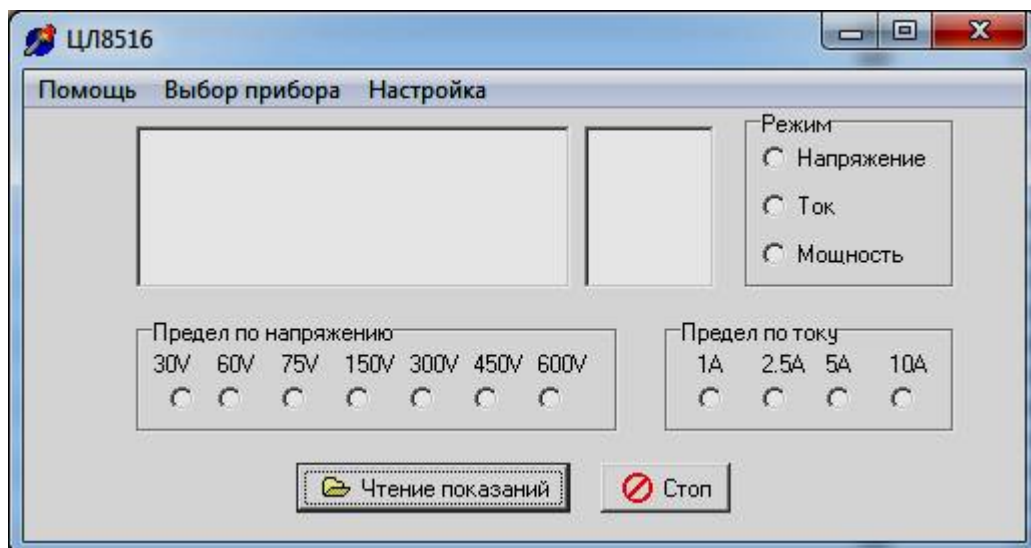 ЦЛ8516
Помощь Выбор прибора Настройка
Режим
Напряжение
Ток
Мощность
Предел по напряжению
30V 60V 75V 150V 300V 450V 600V
Предел по току
1A 2.5A 5A 10A
Чтение показаний
Стоп